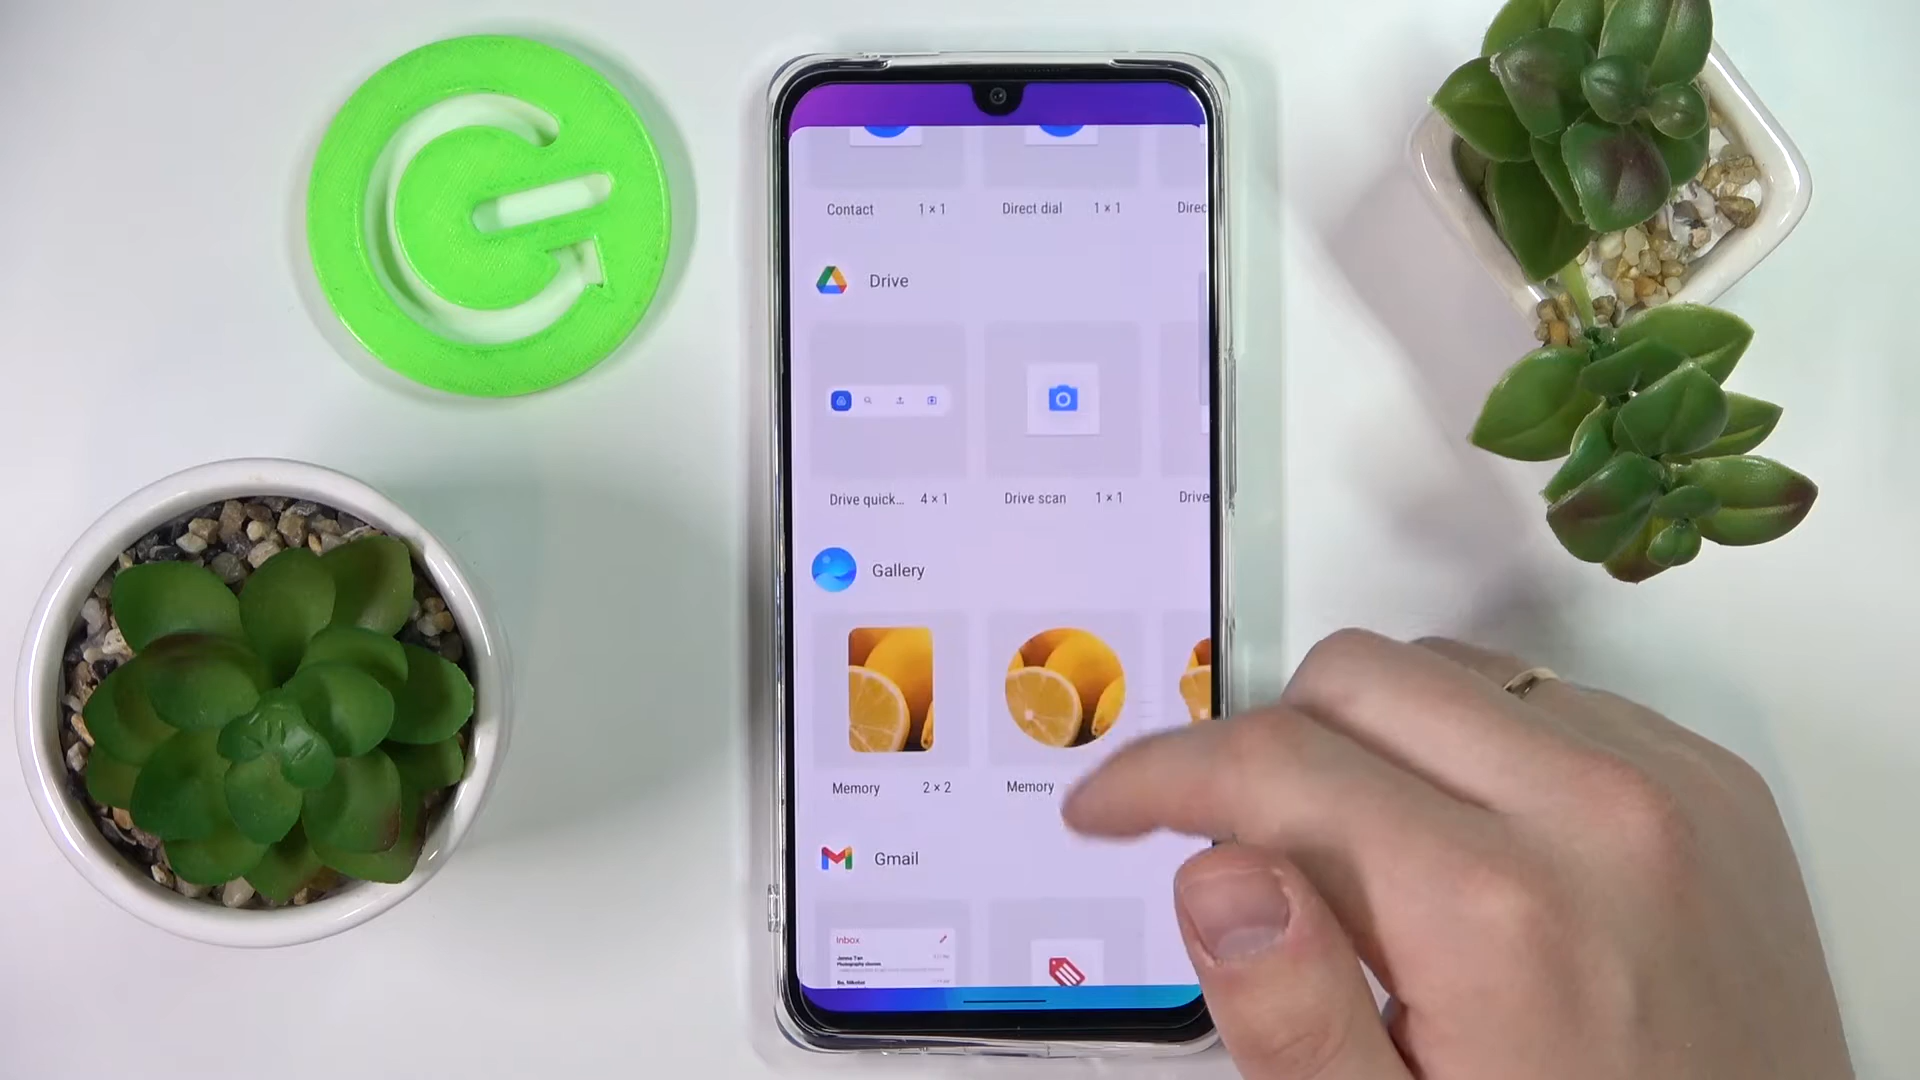 Contact 1 × 1 Direct dial 1 × 1 Direc
Drive
Drive quick... 4 × 1 Drive scan 1 × 1 Drive
Gallery
Memory 2 × 2 Memory
Gmail
Inbox